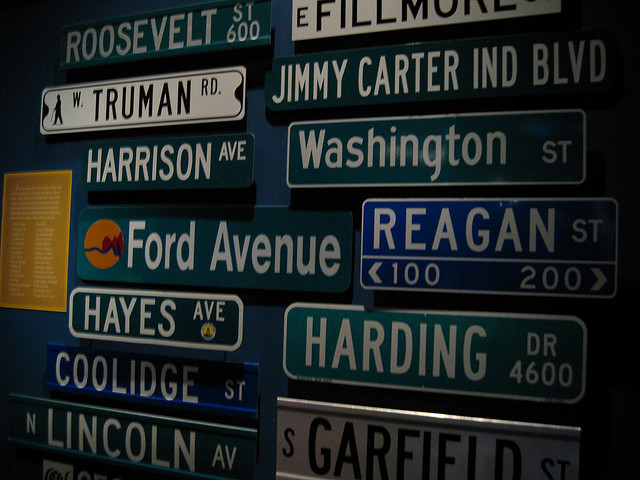 ROOSEVELT ST 600
E FILLMORE
W. TRUMAN RD.
JIMMY CARTER IND BLVD
HARRISON AVE
Washington ST
Ford Avenue
REAGAN ST
100 200
HAYES AVE
HARDING DR 4600
COOLIDGE ST
N LINCOLN AV
S GARFIELD ST